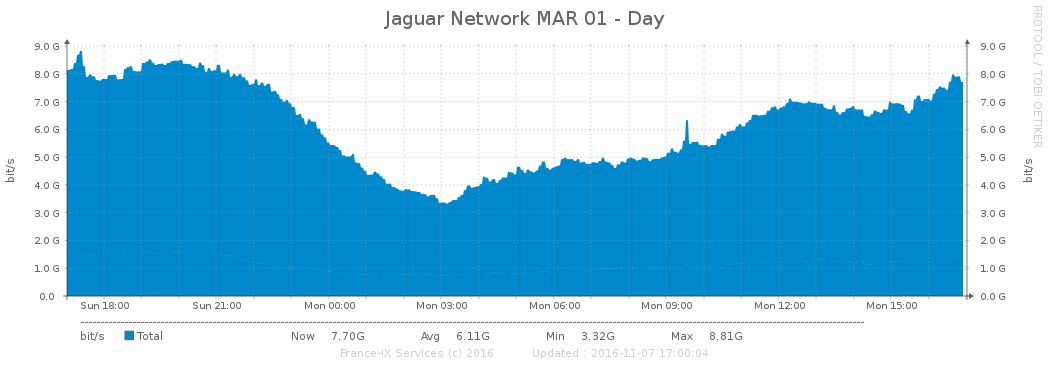 Jaguar Network MAR 01 - Day
RRDTOOL / TOBI OETIKER
9.0 G 9.0 G
8.0 G 8.0 G
7.0 G 7.0 G
6.0 G 6.0 G
5.0 G 5.0 G
4.0 G 4.0 G
3.0 G 3.0 G
2.0 G 2.0 G
1.0 G 1.0 G
0.0 0.0 G
bit/s bit/s
Sun 18:00 Sun 21:00 Mon 00:00 Mon 03:00 Mon 06:00 Mon 09:00 Mon 12:00 Mon 15:00
bit/s Total Now 7.70G Avg 6.11G Min 3.32G Max 8.81G
France-IX Services (c) 2016 Updated : 2016-11-07 17:00:04